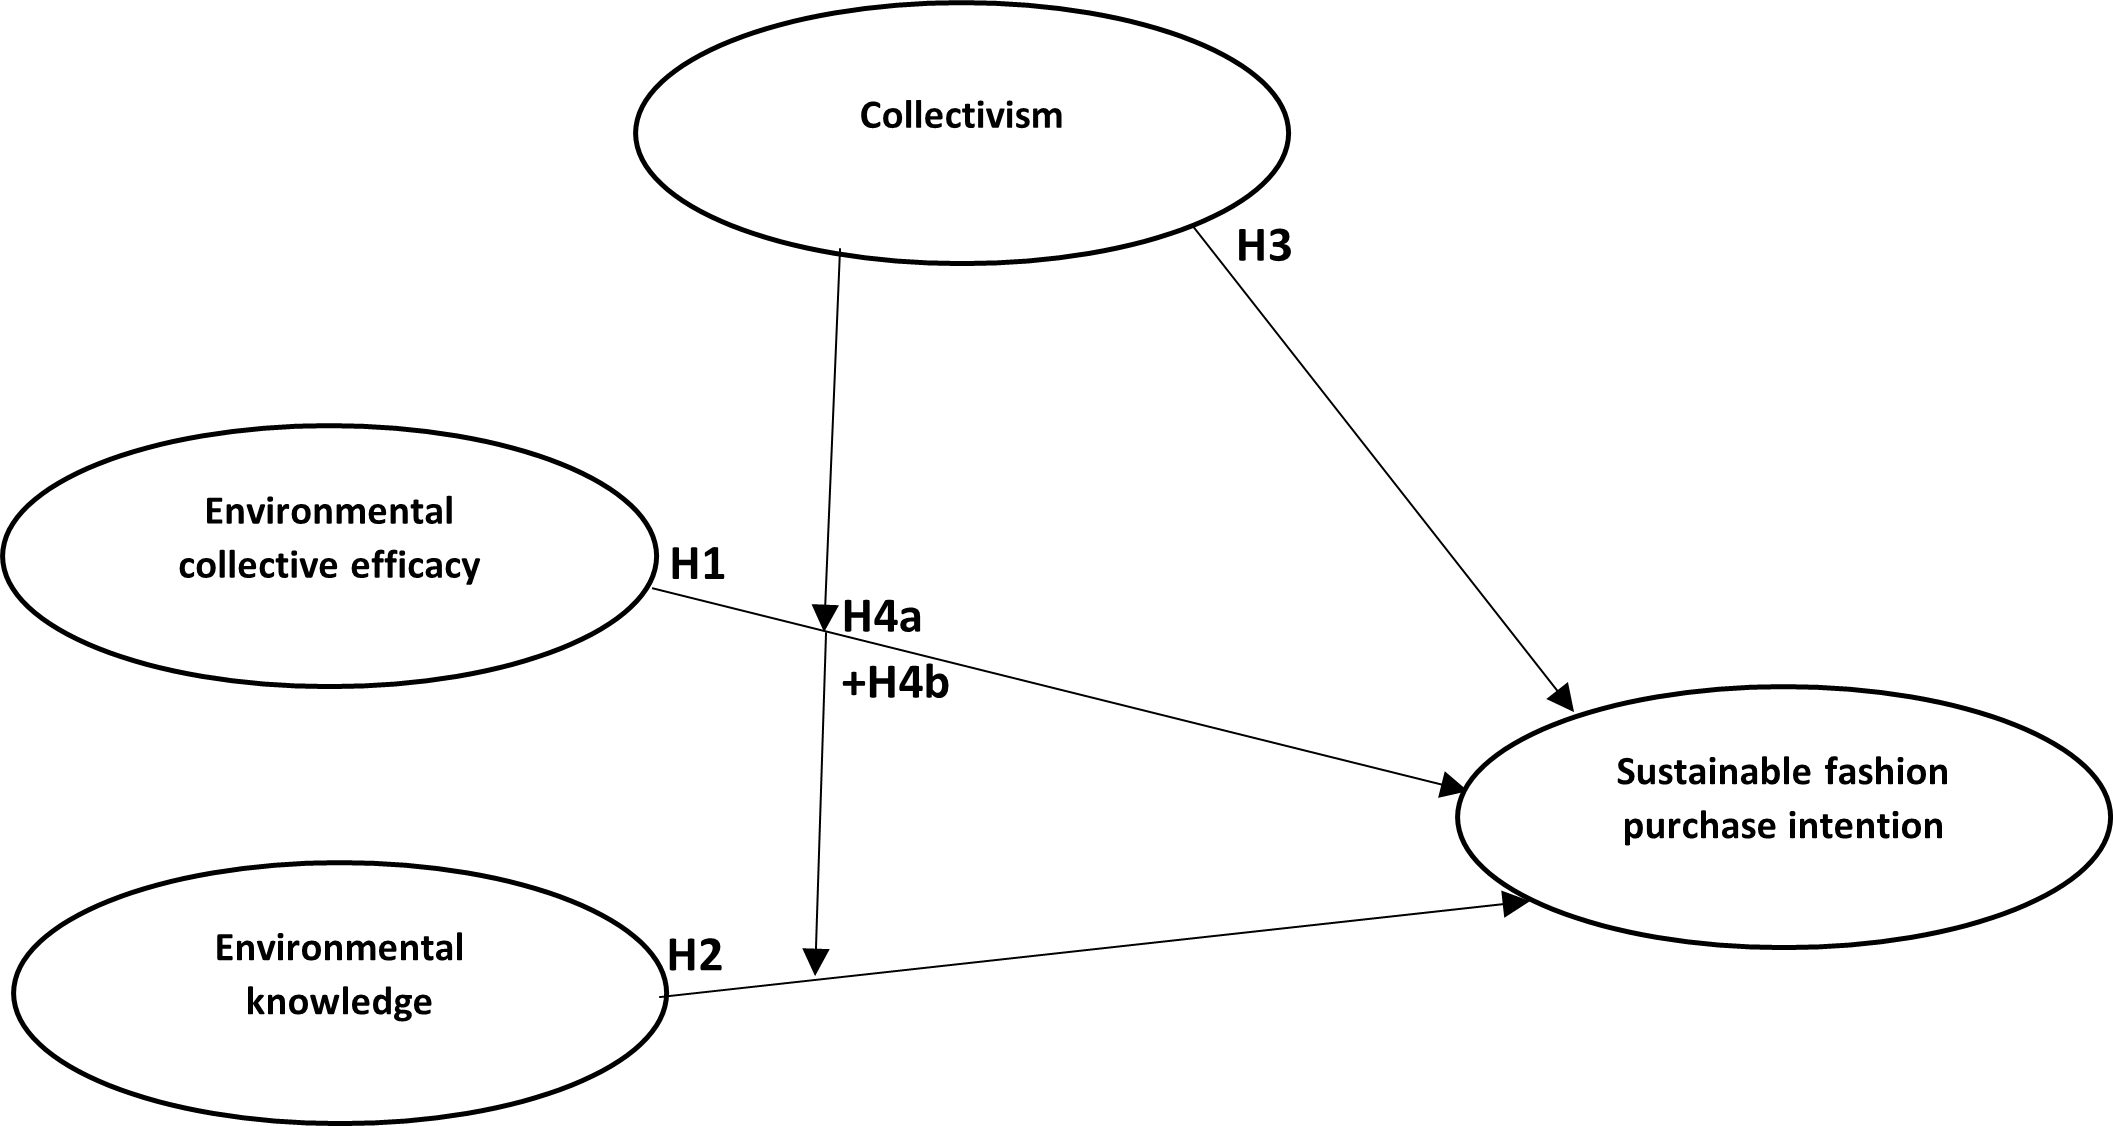 Collectivism
H3
Environmental
collective efficacy
H1
H4a
+H4b
Sustainable fashion
purchase intention
Environmental
knowledge
H2